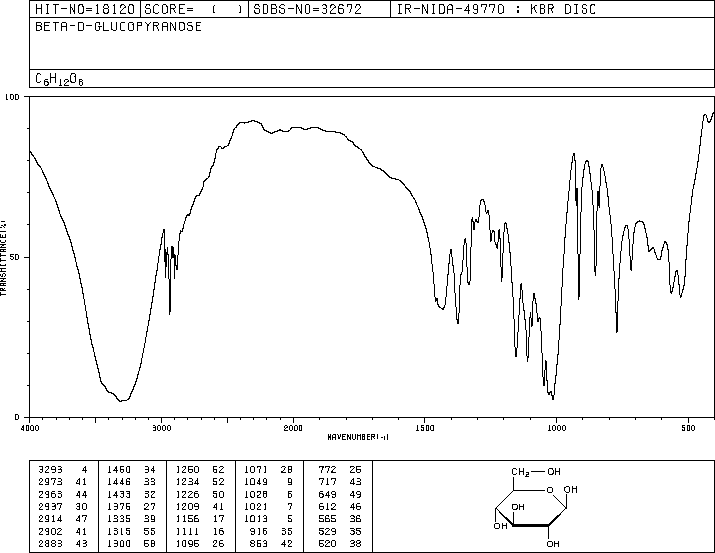 HIT-NO=18120 SCORE= ( ) SDBS-NO=32672 IR-NIDA-49770 : KBR DISC
BETA-D-GLUCOPYRANOSE
C6H12O6
100
50
0
TRANSMITTANCE(%)
4000 3000 2000 1500 1000 500
WAVENUMBER(-1)
3293 4 1460 34 1260 62 1071 28 772 26
2973 41 1446 33 1234 52 1049 9 717 43
2963 44 1433 32 1226 50 1028 6 649 49
2937 30 1376 27 1209 41 1021 7 612 46
2914 47 1335 39 1156 17 1013 5 565 36
2902 41 1315 55 1111 16 916 35 529 35
2883 43 1300 58 1095 26 853 42 520 38
CH2 OH
O OH
OH
OH
OH